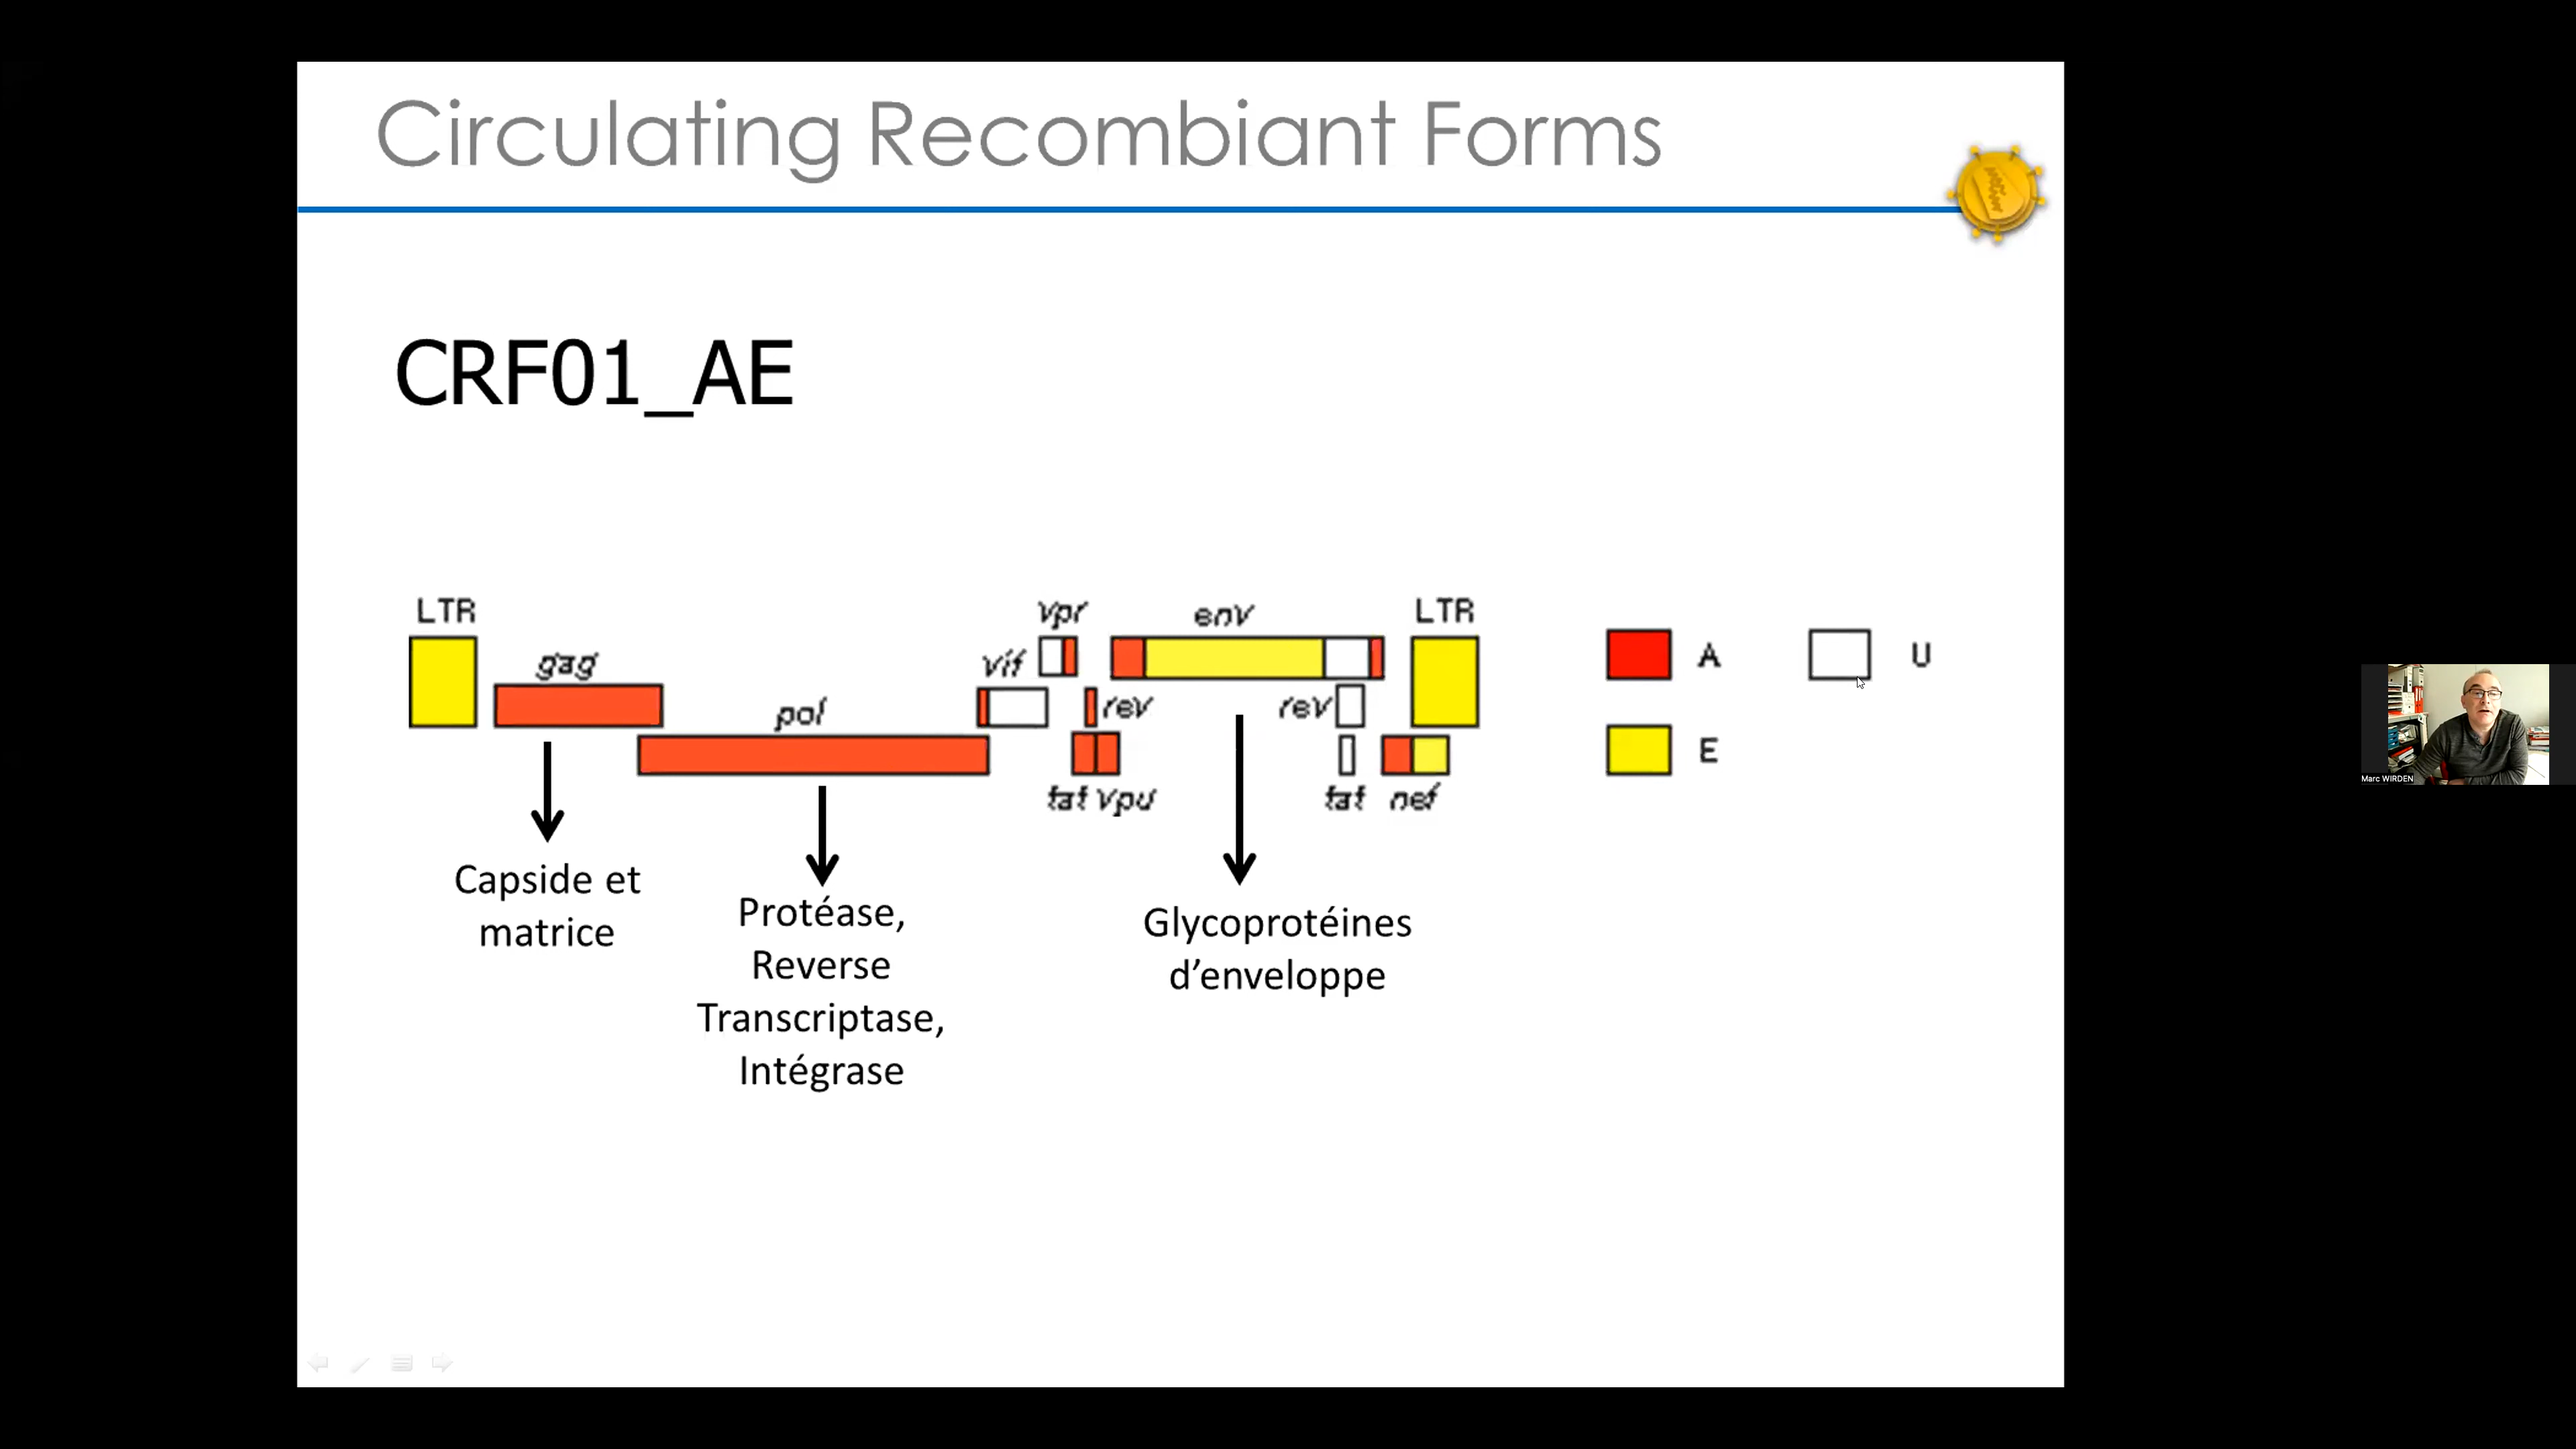 Circulating Recombiant Forms
CRF01_AE
LTR
gag
pol
vif
vpr
rev
tat vpu
env
rev
tat
nef
LTR
A
U
E
Capside et
matrice
Protéase,
Reverse
Transcriptase,
Intégrase
Glycoprotéines
d’enveloppe
Marc WIRDEN